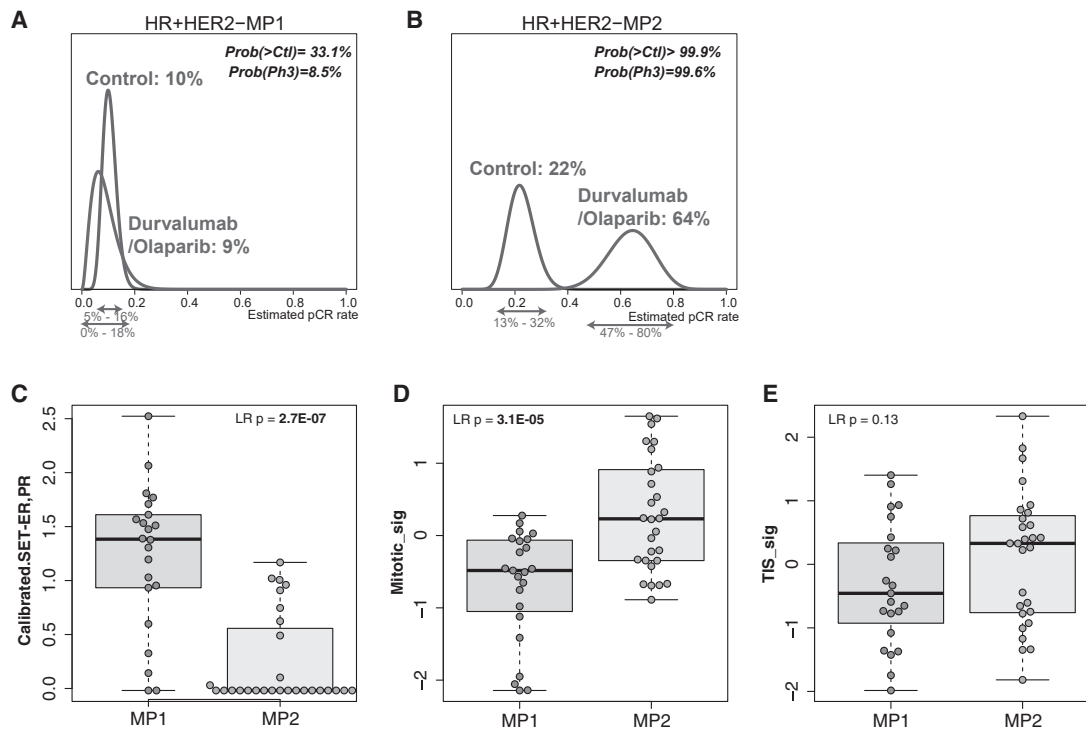 A
HR+HER2−MP1
Prob(>Ctl)= 33.1%
Prob(Ph3)=8.5%
Control: 10%
Durvalumab
/Olaparib: 9%
0.0 0.2 0.4 0.6 0.8 1.0
Estimated pCR rate
5% - 16%
0% - 18%
B
HR+HER2−MP2
Prob(>Ctl)> 99.9%
Prob(Ph3)=99.6%
Control: 22%
Durvalumab
/Olaparib: 64%
0.0 0.2 0.4 0.6 0.8 1.0
Estimated pCR rate
13% - 32%
47% - 80%
C
LR p = 2.7E-07
Calibrated.SET-ER,PR
2.5
2.0
1.5
1.0
0.5
0.0
MP1 MP2
D
LR p = 3.1E-05
Mitotic_sig
1
0
−1
−2
MP1 MP2
E
LR p = 0.13
TIS_sig
2
1
0
−1
−2
MP1 MP2